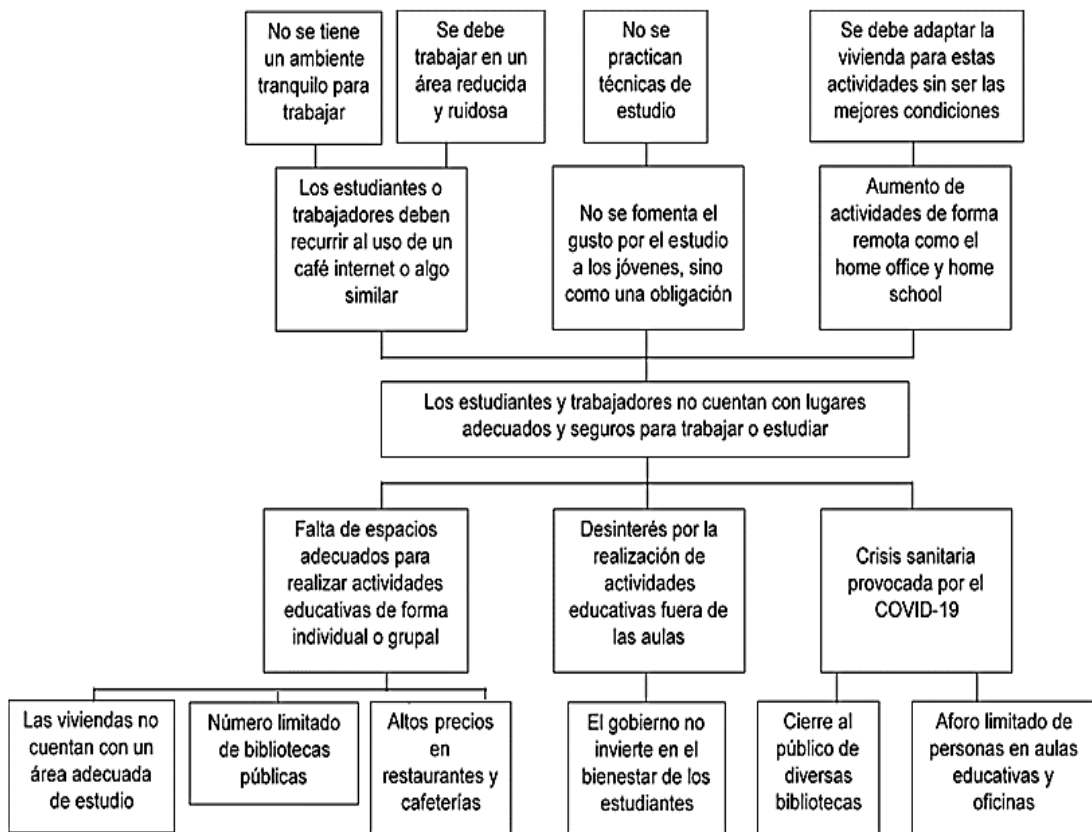 No se tiene
un ambiente
tranquilo para
trabajar
Se debe
trabajar en un
área reducida
y ruidosa
No se
practican
técnicas de
estudio
Se debe adaptar la
vivienda para estas
actividades sin ser las
mejores condiciones
Los estudiantes o
trabajadores deben
recurrir al uso de un
café internet o algo
similar
No se fomenta el
gusto por el estudio
a los jóvenes, sino
como una obligación
Aumento de
actividades de forma
remota como el
home office y home
school
Los estudiantes y trabajadores no cuentan con lugares
adecuados y seguros para trabajar o estudiar
Falta de espacios
adecuados para
realizar actividades
educativas de forma
individual o grupal
Desinterés por la
realización de
actividades
educativas fuera de
las aulas
Crisis sanitaria
provocada por el
COVID-19
Las viviendas no
cuentan con un
área adecuada
de estudio
Número limitado
de bibliotecas
públicas
Altos precios
en
restaurantes y
cafeterías
El gobierno no
invierte en el
bienestar de los
estudiantes
Cierre al
público de
diversas
bibliotecas
Aforo limitado de
personas en aulas
educativas y
oficinas